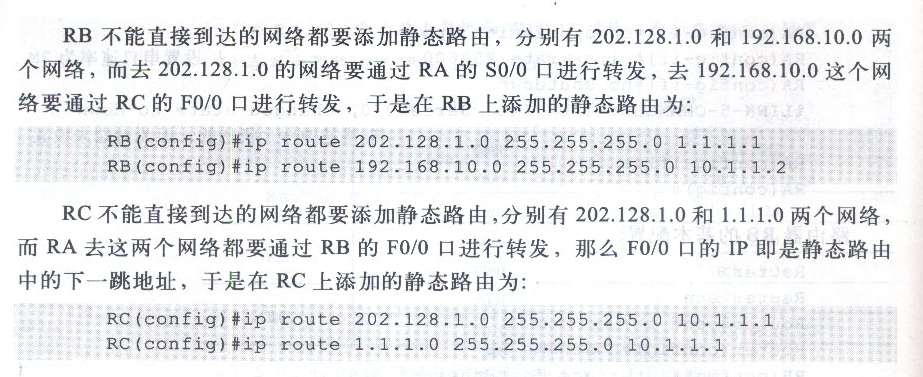 RB 不能直接到达的网络都要添加静态路由，分别有 202.128.1.0 和 192.168.10.0 两
个网络，而去 202.128.1.0 的网络要通过 RA 的 S0/0 口进行转发，去 192.168.10.0 这个网
络要通过 RC 的 F0/0 口进行转发，于是在 RB 上添加的静态路由为：
RB(config)#ip route 202.128.1.0 255.255.255.0 1.1.1.1
RB(config)#ip route 192.168.10.0 255.255.255.0 10.1.1.2
RC 不能直接到达的网络都要添加静态路由，分别有 202.128.1.0 和 1.1.1.0 两个网络，
而 RA 去这两个网络都要通过 RB 的 F0/0 口进行转发，那么 F0/0 口的 IP 即是静态路由
中的下一跳地址，于是在 RC 上添加的静态路由为：
RC(config)#ip route 202.128.1.0 255.255.255.0 10.1.1.1
RC(config)#ip route 1.1.1.0 255.255.255.0 10.1.1.1